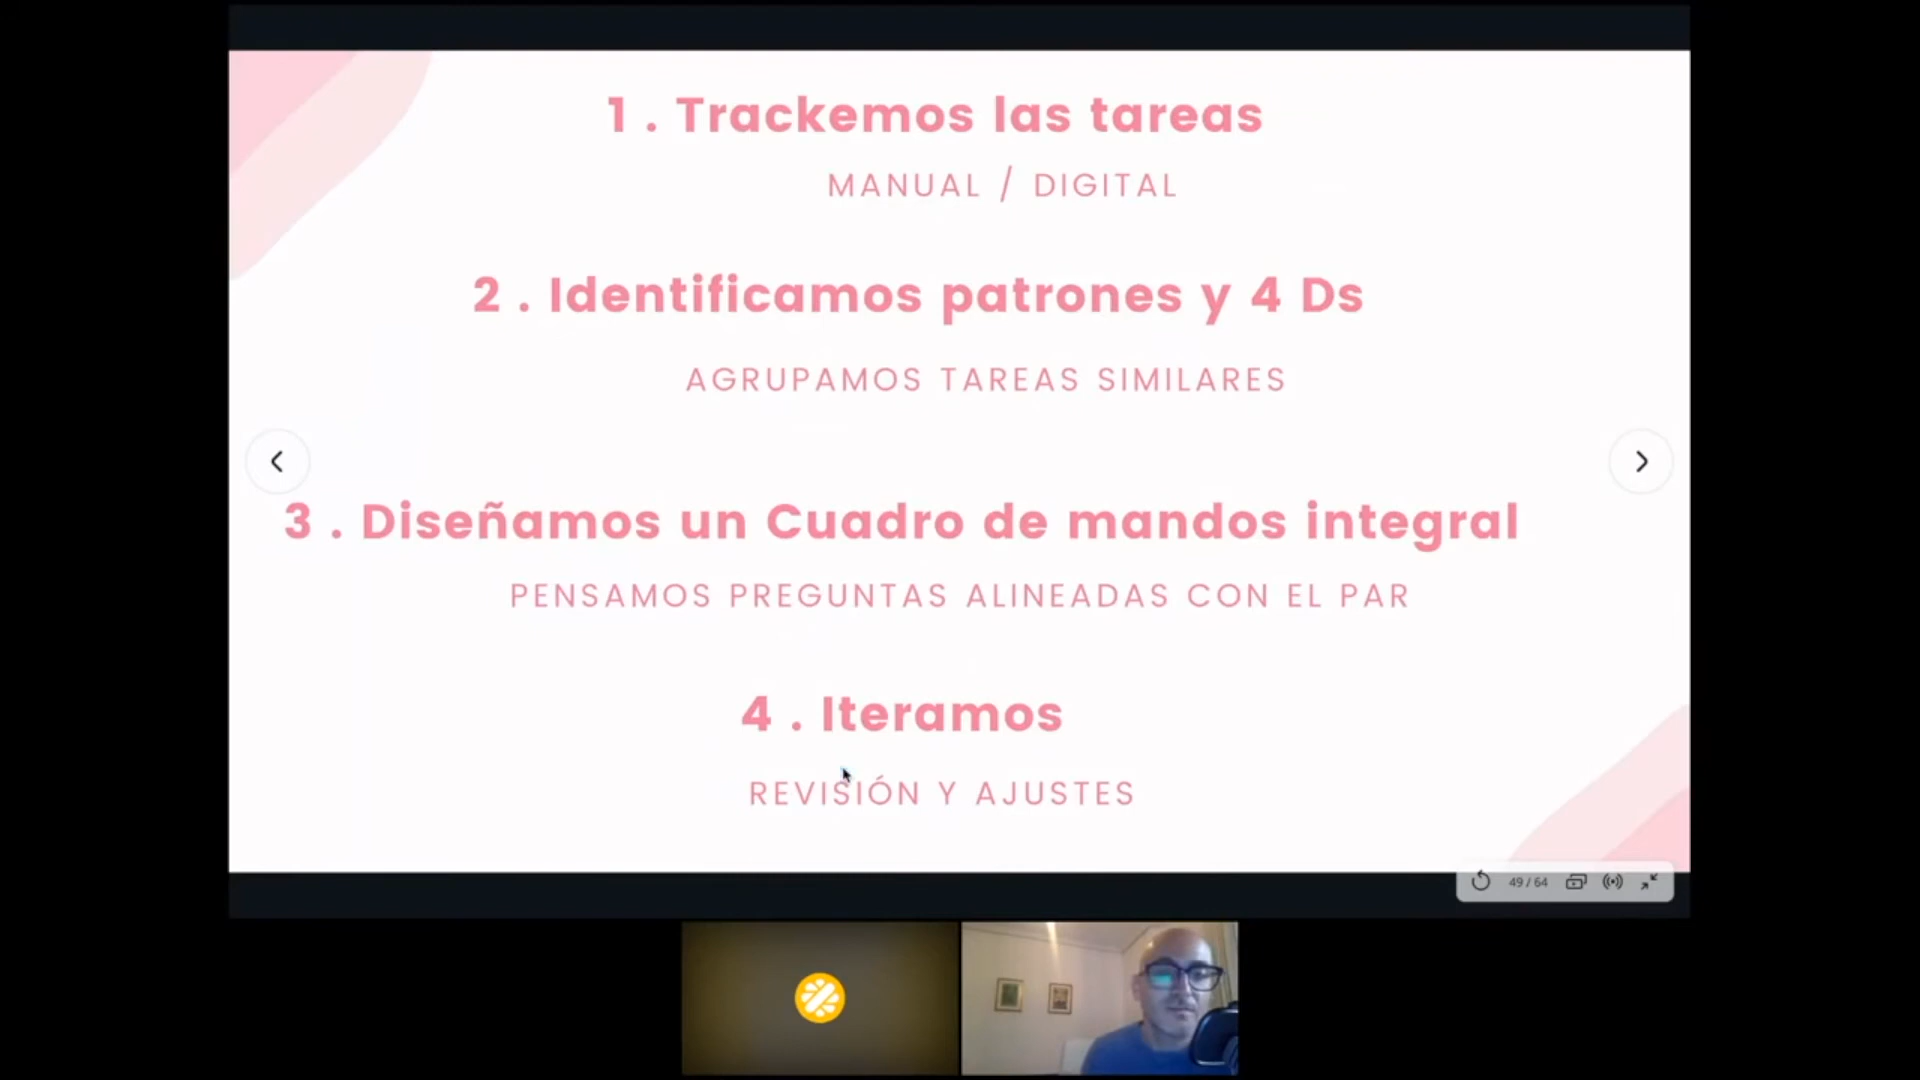 1 . Trackemos las tareas
MANUAL / DIGITAL
2 . Identificamos patrones y 4 Ds
AGRUPAMOS TAREAS SIMILARES
3 . Diseñamos un Cuadro de mandos integral
PENSAMOS PREGUNTAS ALINEADAS CON EL PAR
4 . Iteramos
REVISIÓN Y AJUSTES
49 / 64